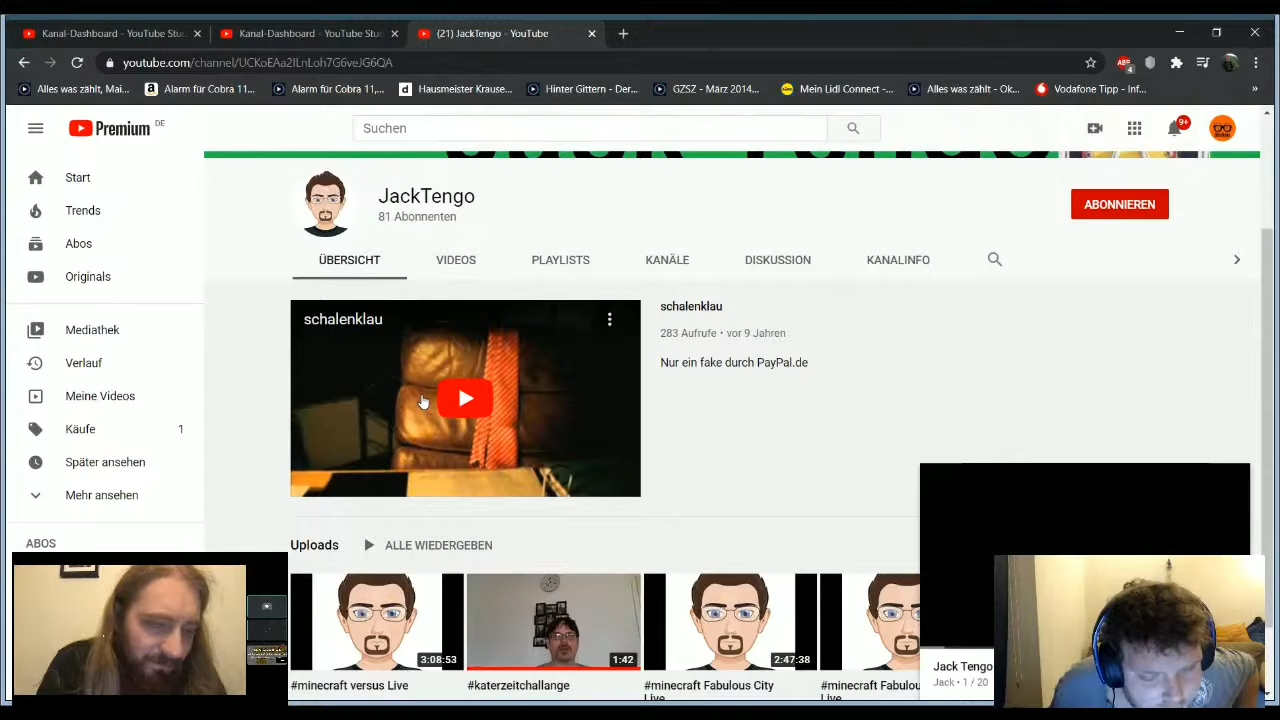 Kanal-Dashboard - YouTube Stu
Kanal-Dashboard - YouTube Stu
(21) JackTengo - YouTube
youtube.com/channel/UCKoEAa2ILnLoh7G6veJG6QA
ABP
4
Alles was zählt, Mai...
Alarm für Cobra 11...
Alarm für Cobra 11,...
Hausmeister Krause...
Hinter Gittern - Der...
GZSZ - März 2014...
Mein Lidl Connect -...
Alles was zählt - Ok...
Vodafone Tipp - Inf...
Premium DE
Suchen
9+
Start
Trends
Abos
Originals
Mediathek
Verlauf
Meine Videos
Käufe 1
Später ansehen
Mehr ansehen
ABOS
JackTengo
81 Abonnenten
ABONNIEREN
ÜBERSICHT
VIDEOS
PLAYLISTS
KANÄLE
DISKUSSION
KANALINFO
schalenklau
schalenklau
283 Aufrufe • vor 9 Jahren
Nur ein fake durch PayPal.de
Uploads
ALLE WIEDERGEBEN
3:08:53
1:42
2:47:38
#minecraft versus Live
#katerzeitchallange
#minecraft Fabulous City
Live
#minecraft Fabulou
Live
Jack Tengo
Jack • 1 / 20